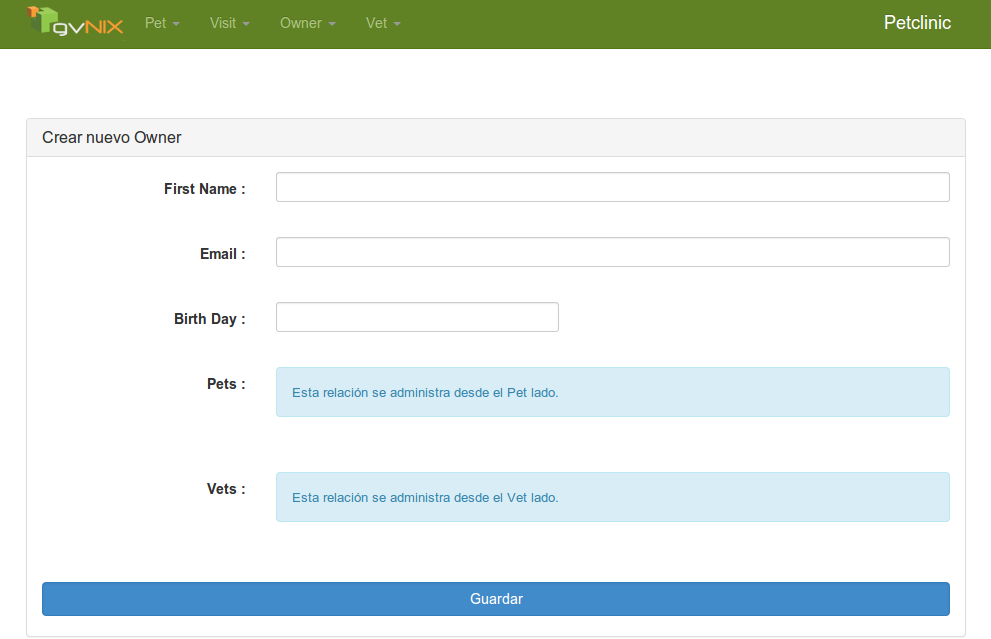 gvNIX Pet Visit Owner Vet Petclinic
Crear nuevo Owner
First Name :
Email :
Birth Day :
Pets : Esta relación se administra desde el Pet lado.
Vets : Esta relación se administra desde el Vet lado.
Guardar